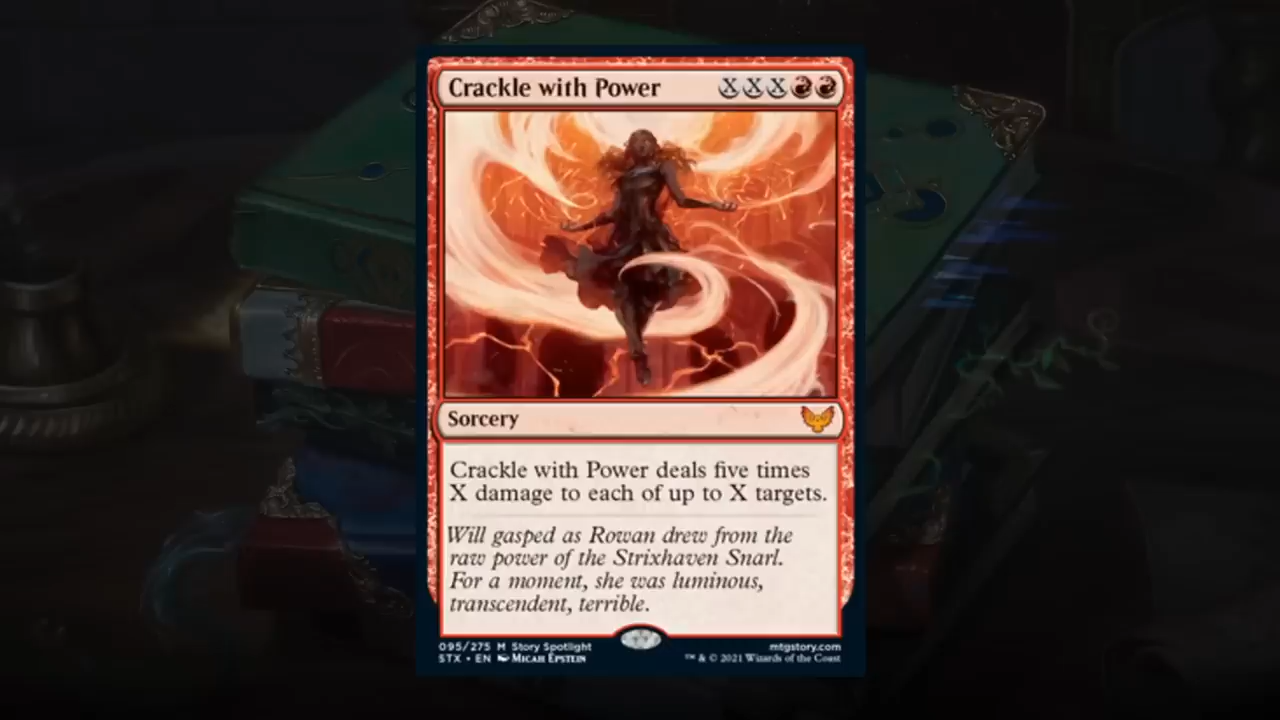 Crackle with Power XXX
Sorcery
Crackle with Power deals five times
X damage to each of up to X targets.
Will gasped as Rowan drew from the
raw power of the Strixhaven Snarl.
For a moment, she was luminous,
transcendent, terrible.
095/275 M Story Spotlight mtgstory.com
STX • EN Micah Epstein ™ & © 2021 Wizards of the Coast